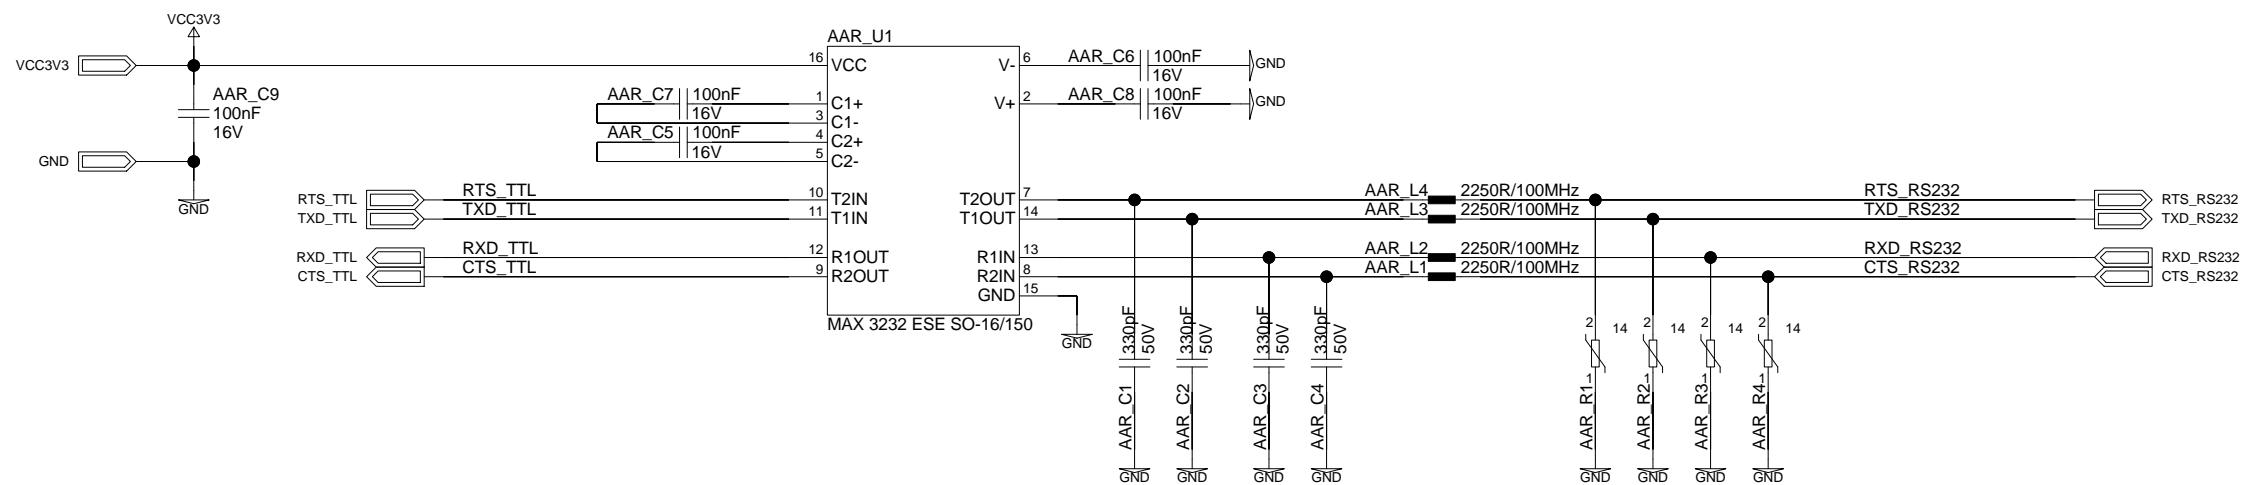 VCC3V3
AAR_U1
VCC3V3
16 VCC
V- 6 AAR_C6 100nF GND
16V
AAR_C9
100nF
16V
AAR_C7 100nF 1 C1+
16V 3 C1-
V+ 2 AAR_C8 100nF GND
16V
AAR_C5 100nF 4 C2+
16V 5 C2-
GND
GND
RTS_TTL RTS_TTL 10 T2IN
TXD_TTL TXD_TTL 11 T1IN
RXD_TTL RXD_TTL 12 R1OUT
CTS_TTL CTS_TTL 9 R2OUT
T2OUT 7 AAR_L4 2250R/100MHz RTS_RS232 RTS_RS232
T1OUT 14 AAR_L3 2250R/100MHz TXD_RS232 TXD_RS232
R1IN 13 AAR_L2 2250R/100MHz RXD_RS232 RXD_RS232
R2IN 8 AAR_L1 2250R/100MHz CTS_RS232 CTS_RS232
GND 15
MAX 3232 ESE SO-16/150
GND
330pF
50V
AAR_C1
GND
330pF
50V
AAR_C2
GND
330pF
50V
AAR_C3
GND
330pF
50V
AAR_C4
GND
2 14
1
AAR_R1
GND
2 14
1
AAR_R2
GND
2 14
1
AAR_R3
GND
2 14
1
AAR_R4
GND